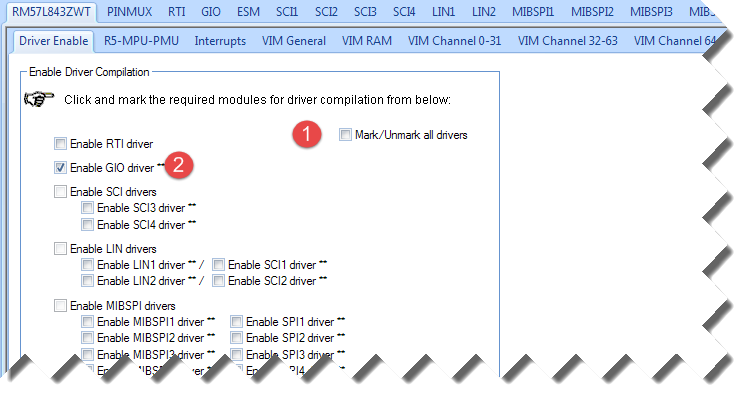 RM57L843ZWT PINMUX RTI GIO ESM SCI1 SCI2 SCI3 SCI4 LIN1 LIN2 MIBSPI1 MIBSPI2 MIBSPI3
Driver Enable R5-MPU-PMU Interrupts VIM General VIM RAM VIM Channel 0-31 VIM Channel 32-63 VIM Channel 64
Enable Driver Compilation
Click and mark the required modules for driver compilation from below:
1 Mark/Unmark all drivers
Enable RTI driver
Enable GIO driver ** 2
Enable SCI drivers
Enable SCI3 driver **
Enable SCI4 driver **
Enable LIN drivers
Enable LIN1 driver ** / Enable SCI1 driver **
Enable LIN2 driver ** / Enable SCI2 driver **
Enable MIBSPI drivers
Enable MIBSPI1 driver ** Enable SPI1 driver **
Enable MIBSPI2 driver ** Enable SPI2 driver **
Enable MIBSPI3 driver ** Enable SPI3 driver **